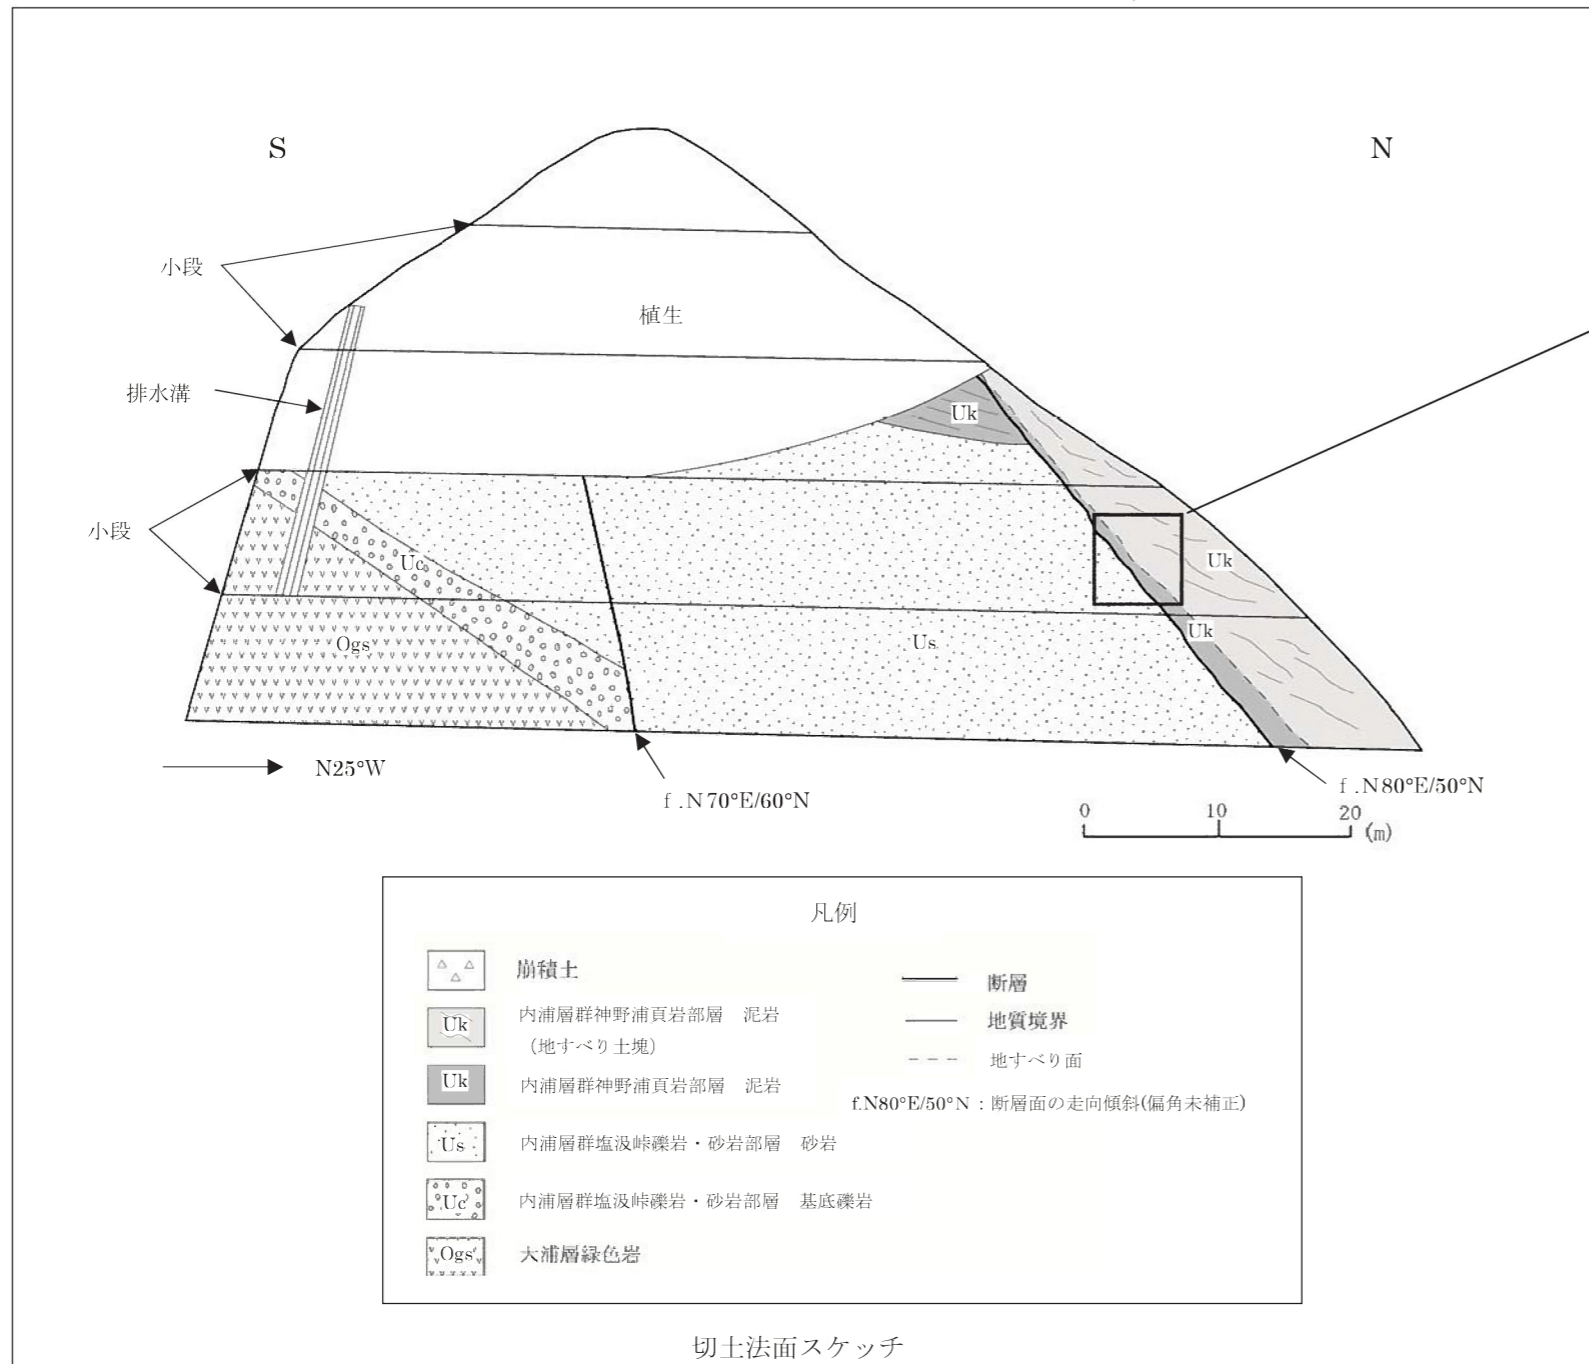 S
N
小段
植生
排水溝
Uk
小段
Uc
Uk
Uk
Ogs
Us
N25°W
f.N70°E/60°N
f.N80°E/50°N
0 10 20 (m)
凡例
崩積土
断層
Uk 内浦層群神野浦頁岩部層 泥岩
(地すべり土塊)
地質境界
地すべり面
Uk 内浦層群神野浦頁岩部層 泥岩
f.N80°E/50°N:断層面の走向傾斜(偏角未補正)
Us 内浦層群塩汲峠礫岩・砂岩部層 砂岩
Uc 内浦層群塩汲峠礫岩・砂岩部層 基底礫岩
Ogs 大浦層緑色岩
切土法面スケッチ